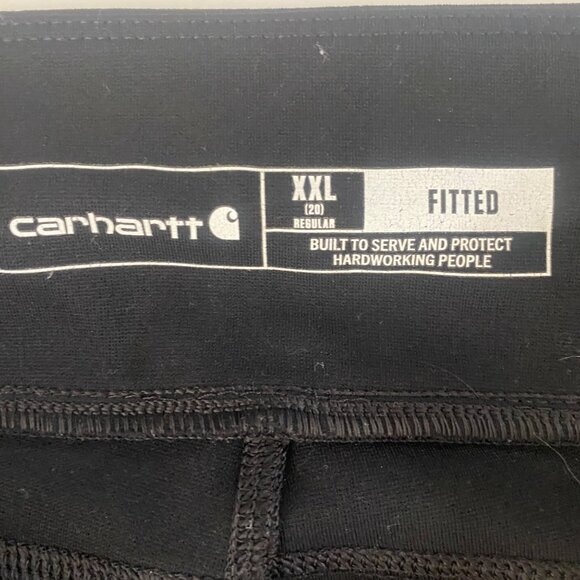 carhartt
XXL
(20)
REGULAR
FITTED
BUILT TO SERVE AND PROTECT
HARDWORKING PEOPLE